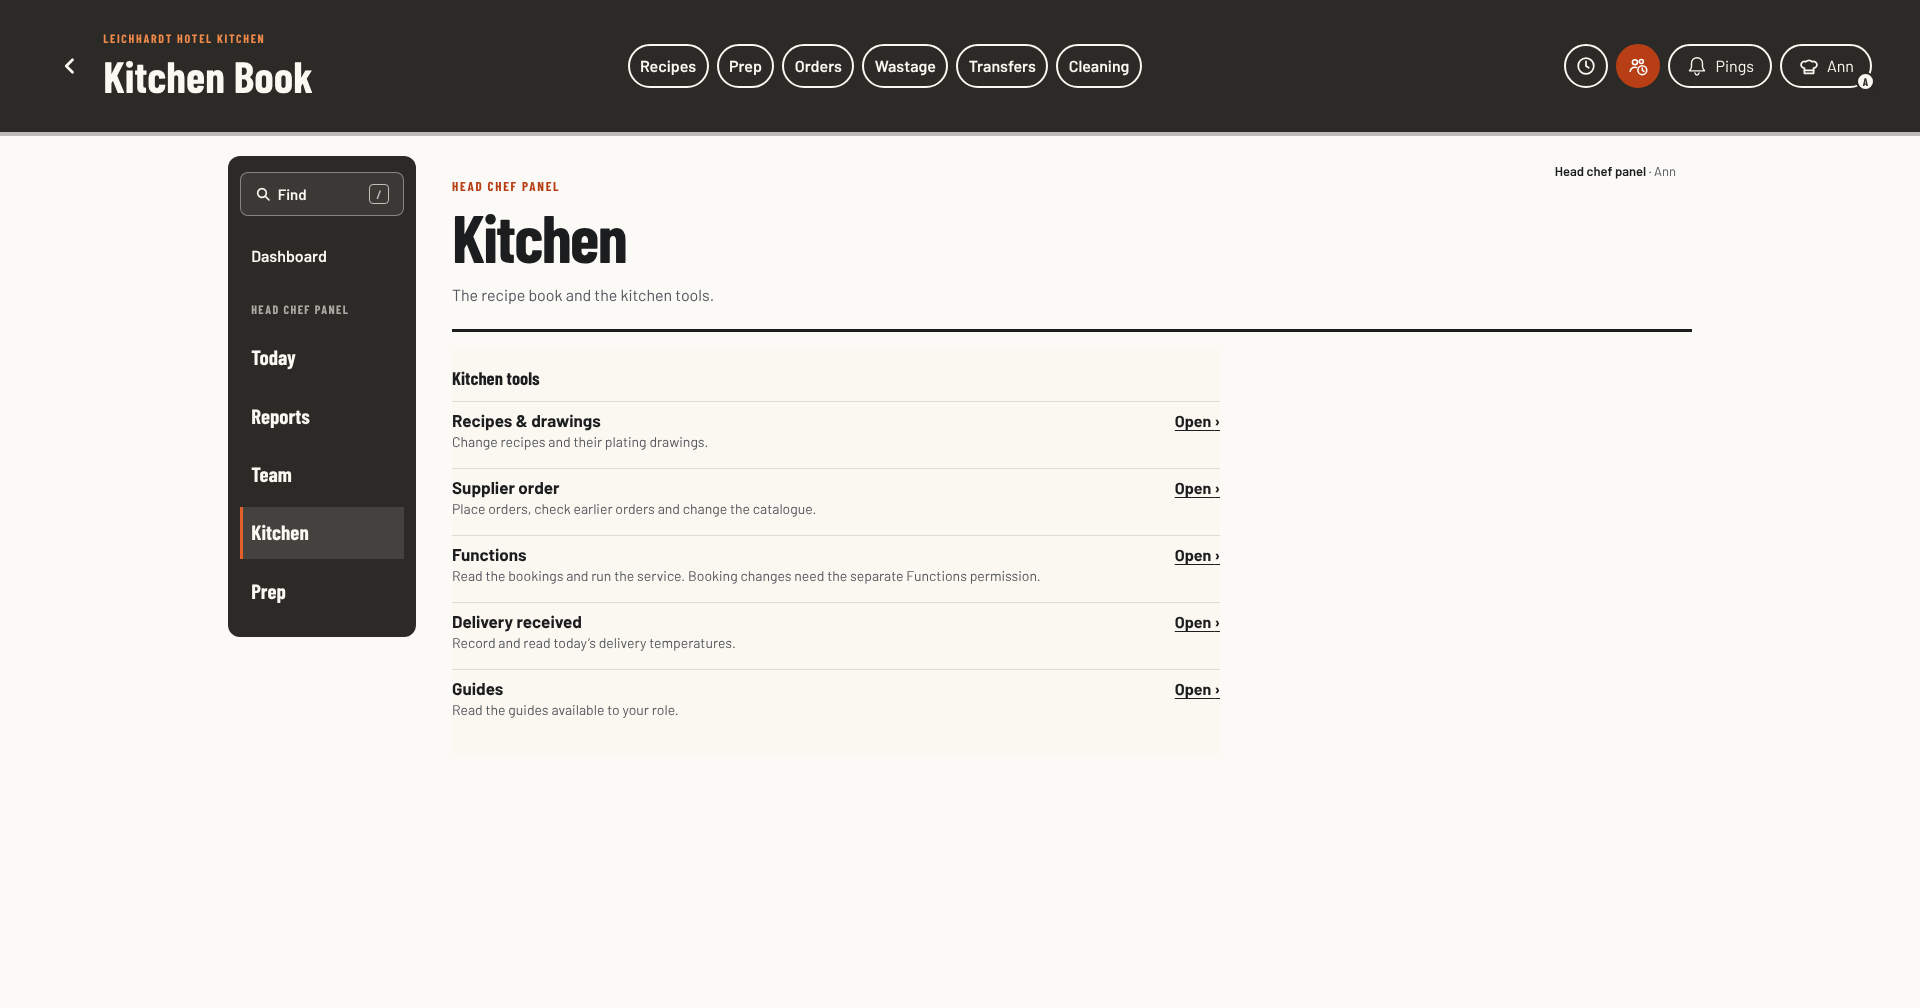 LEICHHARDT HOTEL KITCHEN
Kitchen Book
Recipes
Prep
Orders
Wastage
Transfers
Cleaning
Pings
Ann
A
Find
/
Dashboard
HEAD CHEF PANEL
Today
Reports
Team
Kitchen
Prep
Head chef panel · Ann
HEAD CHEF PANEL
Kitchen
The recipe book and the kitchen tools.
Kitchen tools
Recipes & drawings
Open ›
Change recipes and their plating drawings.
Supplier order
Open ›
Place orders, check earlier orders and change the catalogue.
Functions
Open ›
Read the bookings and run the service. Booking changes need the separate Functions permission.
Delivery received
Open ›
Record and read today’s delivery temperatures.
Guides
Open ›
Read the guides available to your role.